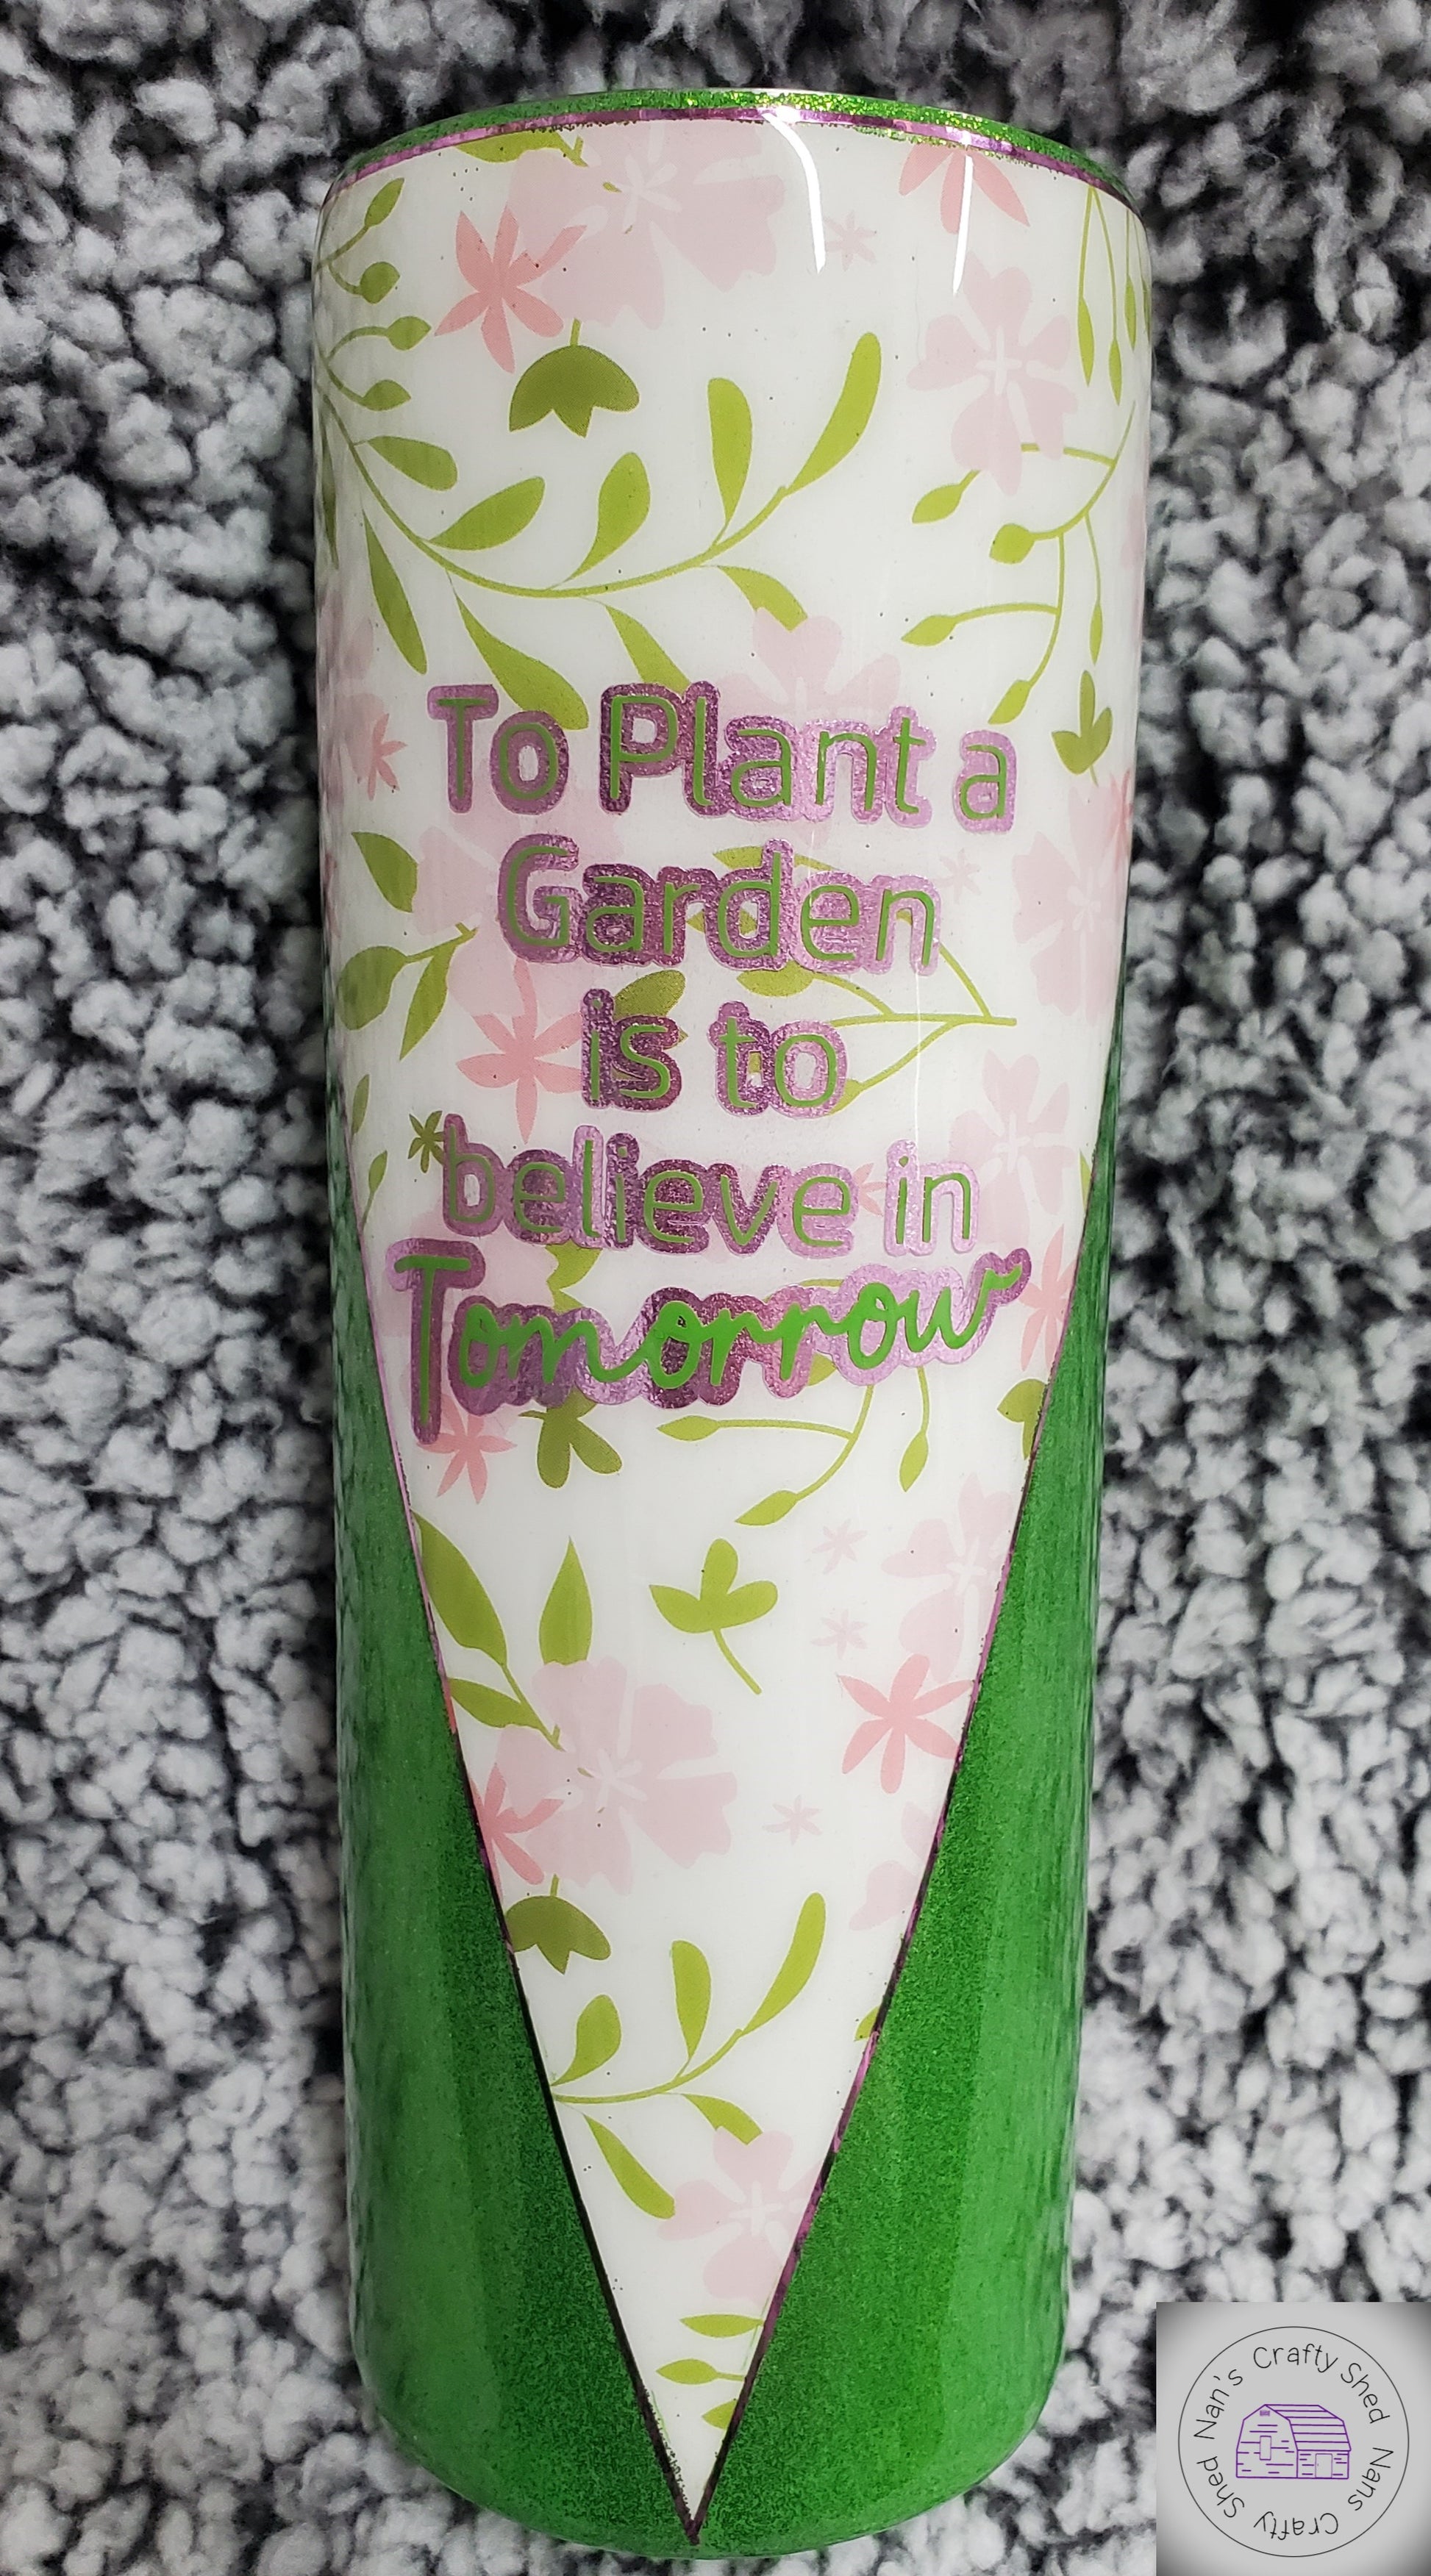 To Plant a
Garden
is to
believe in
Tomorrow
Nan's Crafty Shed
Nans Crafty Shed